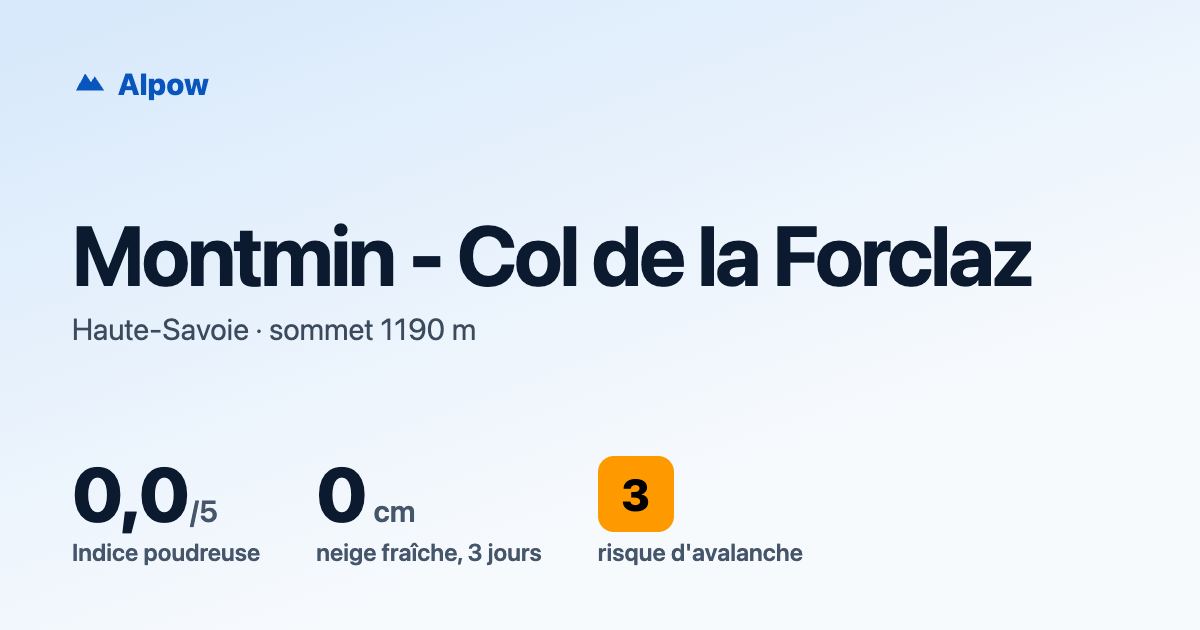 Alpow
Montmin - Col de la Forclaz
Haute-Savoie · sommet 1190 m
0,0/5
Indice poudreuse
0 cm
neige fraîche, 3 jours
3
risque d'avalanche